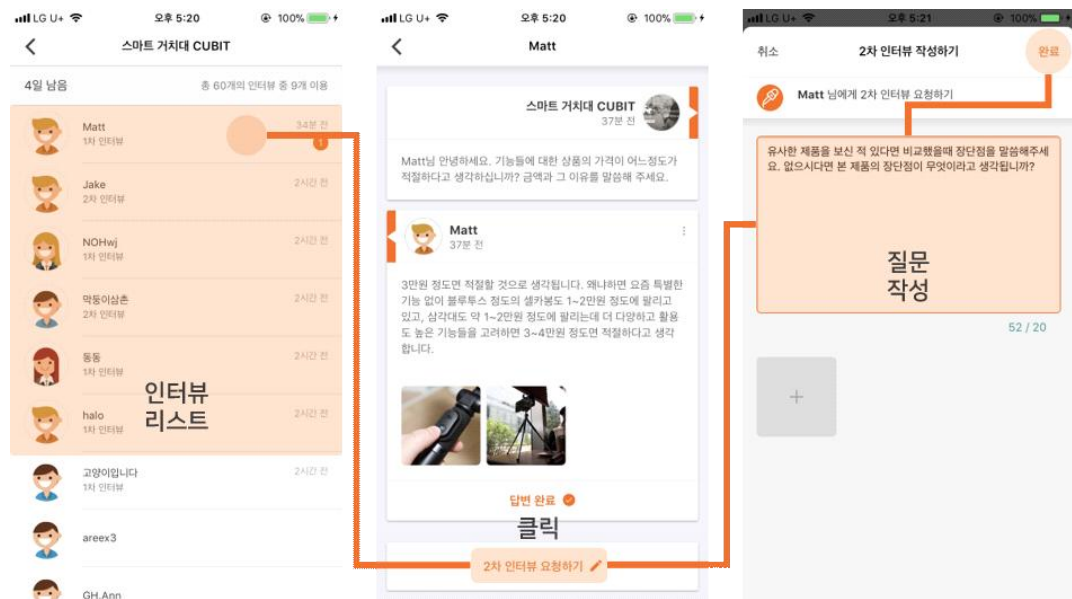 LG U+ 오후 5:20 100%
스마트 거치대 CUBIT
4일 남음 총 60개의 인터뷰 중 9개 이용
Matt 34분 전
1차 인터뷰 1
Jake 2시간 전
2차 인터뷰
NOHwj 2시간 전
1차 인터뷰
막둥이삼촌 2시간 전
2차 인터뷰
동동 2시간 전
1차 인터뷰
halo 2시간 전
1차 인터뷰
인터뷰
리스트
고양이입니다 2시간 전
1차 인터뷰
areex3
GH.Ann
LG U+ 오후 5:20 100%
Matt
스마트 거치대 CUBIT
37분 전
Matt님 안녕하세요. 기능들에 대한 상품의 가격이 어느정도가
적절하다고 생각하십니까? 금액과 그 이유를 말씀해 주세요.
Matt
37분 전
3만원 정도면 적절할 것으로 생각됩니다. 왜냐하면 요즘 특별한
기능 없이 블루투스 정도의 셀카봉도 1~2만원 정도에 팔리고
있고, 삼각대도 약 1~2만원 정도에 팔리는데 더 다양하고 활용
도 높은 기능들을 고려하면 3~4만원 정도면 적절하다고 생각
합니다.
답변 완료
클릭
2차 인터뷰 요청하기
LG U+ 오후 5:21 100%
취소 2차 인터뷰 작성하기 완료
Matt 님에게 2차 인터뷰 요청하기
유사한 제품을 보신 적 있다면 비교했을때 장단점을 말씀해주세
요. 없으시다면 본 제품의 장단점이 무엇이라고 생각됩니까?
질문
작성
52 / 20